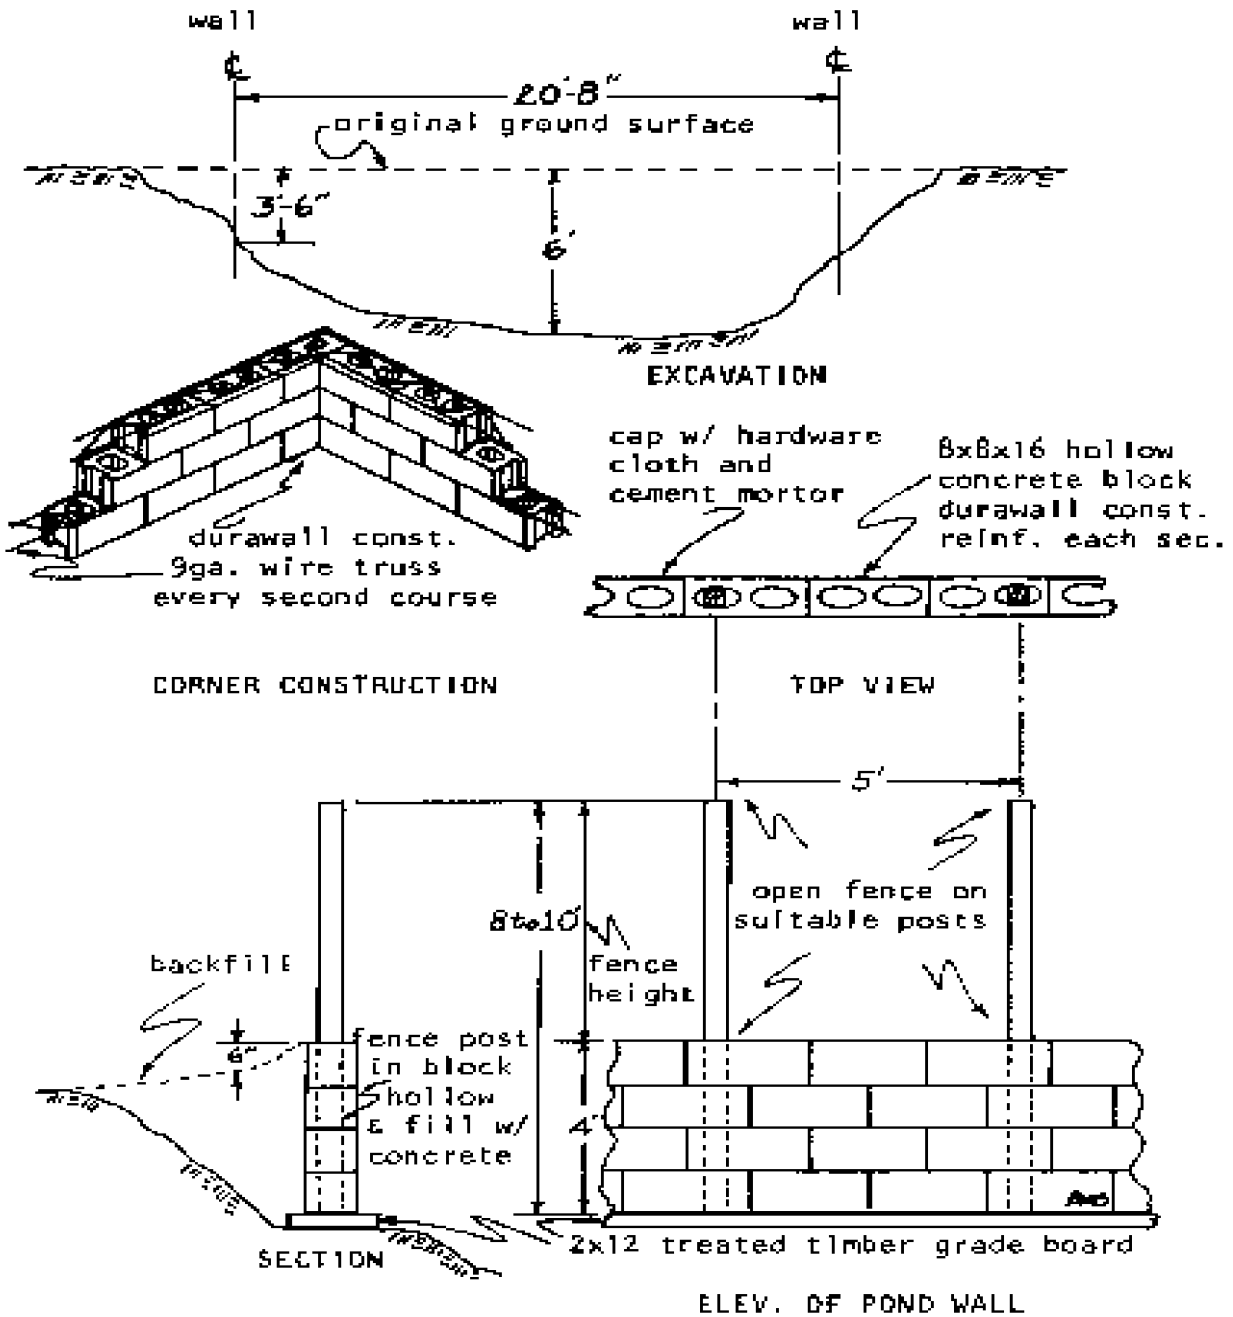 wall
wall
℄
℄
20'-8"
original ground surface
3'-6"
6'
EXCAVATION
cap w/ hardware
cloth and
cement mortor
8x8x16 hollow
concrete block
durawall const.
reinf. each sec.
durawall const.
9ga. wire truss
every second course
CORNER CONSTRUCTION
TOP VIEW
5'
open fence on
suitable posts
8to10'
fence
height
backfill
6"
fence post
in block
hollow
& fill w/
concrete
4'
2x12 treated timber grade board
SECTION
ELEV. OF POND WALL